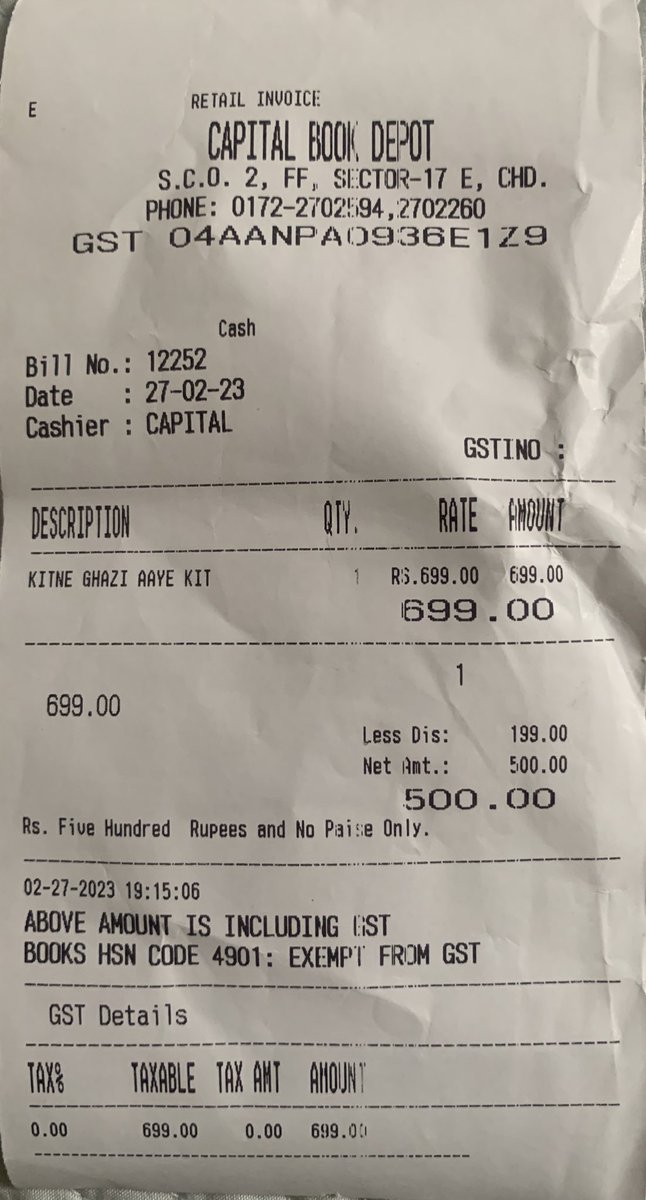 RETAIL INVOICE
E
CAPITAL BOOK DEPOT
S.C.O. 2, FF, SECTOR-17 E, CHD.
PHONE: 0172-2702594,2702260
GST 04AANPA0936E1Z9
Cash
Bill No.: 12252
Date : 27-02-23
Cashier : CAPITAL
GSTINO :
DESCRIPTION QTY. RATE AMOUNT
KITNE GHAZI AAYE KIT 1 RS.699.00 699.00
699.00
1
699.00
Less Dis: 199.00
Net Amt.: 500.00
500.00
Rs. Five Hundred Rupees and No Paise Only.
02-27-2023 19:15:06
ABOVE AMOUNT IS INCLUDING GST
BOOKS HSN CODE 4901: EXEMPT FROM GST
GST Details
TAX% TAXABLE TAX AMT AMOUNT
0.00 699.00 0.00 699.00